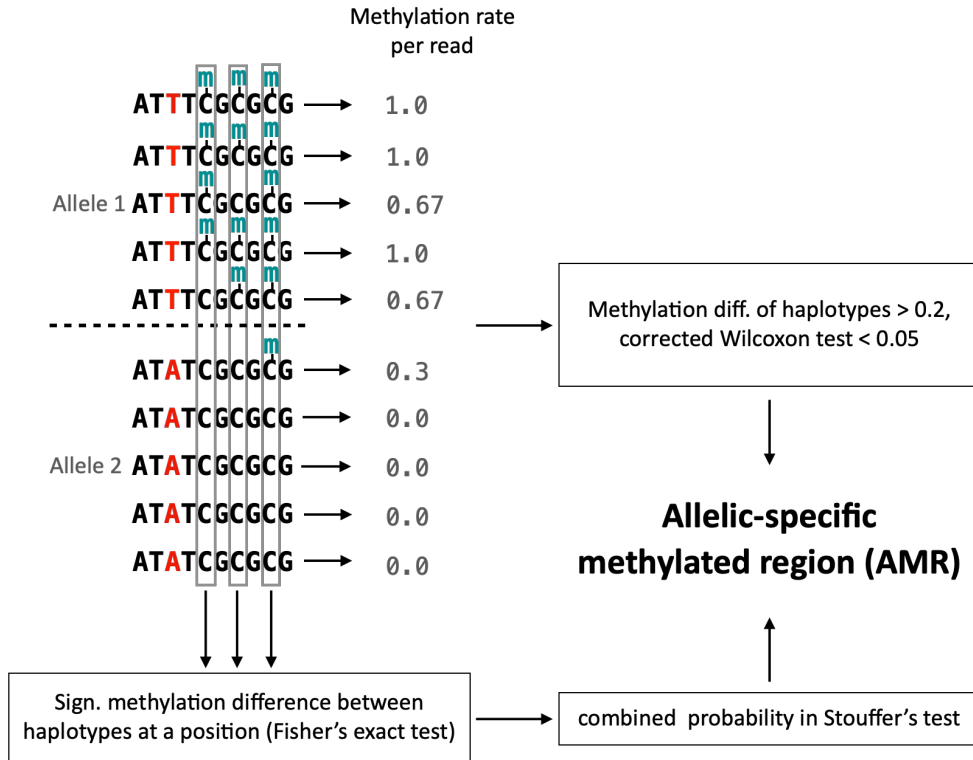 Methylation rate
per read
m m m
ATTTCGCGCG 1.0
m m m
ATTTCGCGCG 1.0
m m
Allele 1 ATTTCGCGCG 0.67
m m m
ATTTCGCGCG 1.0
m m
ATTTCGCGCG 0.67
m
ATATCGCGCG 0.3
ATATCGCGCG 0.0
Allele 2 ATATCGCGCG 0.0
ATATCGCGCG 0.0
ATATCGCGCG 0.0
Methylation diff. of haplotypes > 0.2,
corrected Wilcoxon test < 0.05
Allelic-specific
methylated region (AMR)
Sign. methylation difference between
haplotypes at a position (Fisher's exact test)
combined probability in Stouffer's test